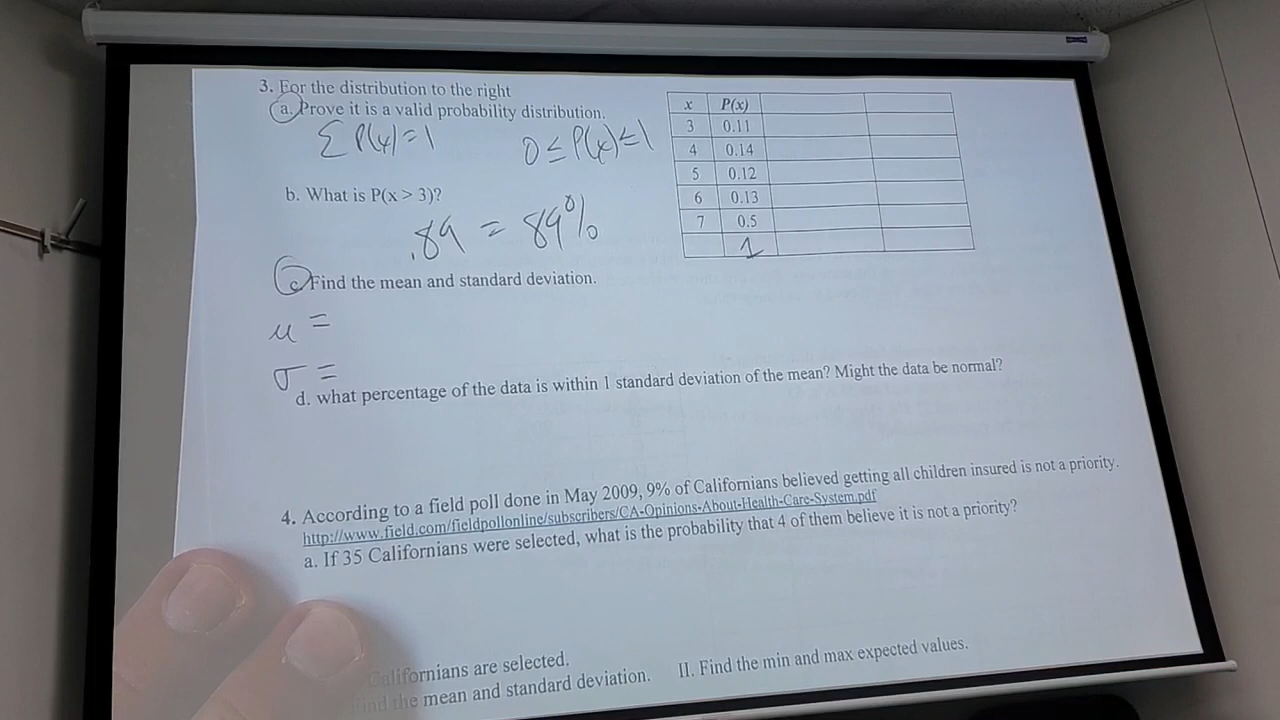 3. For the distribution to the right
a. Prove it is a valid probability distribution.
Σ P(x) = 1 0 ≤ P(x) ≤ 1
b. What is P(x > 3)?
.89 = 89%
c. Find the mean and standard deviation.
μ =
σ =
x P(x)
3 0.11
4 0.14
5 0.12
6 0.13
7 0.5
1
d. what percentage of the data is within 1 standard deviation of the mean? Might the data be normal?
4. According to a field poll done in May 2009, 9% of Californians believed getting all children insured is not a priority.
http://www.field.com/fieldpollonline/subscribers/CA-Opinions-About-Health-Care-System.pdf
a. If 35 Californians were selected, what is the probability that 4 of them believe it is not a priority?
Californians are selected.
find the mean and standard deviation. II. Find the min and max expected values.